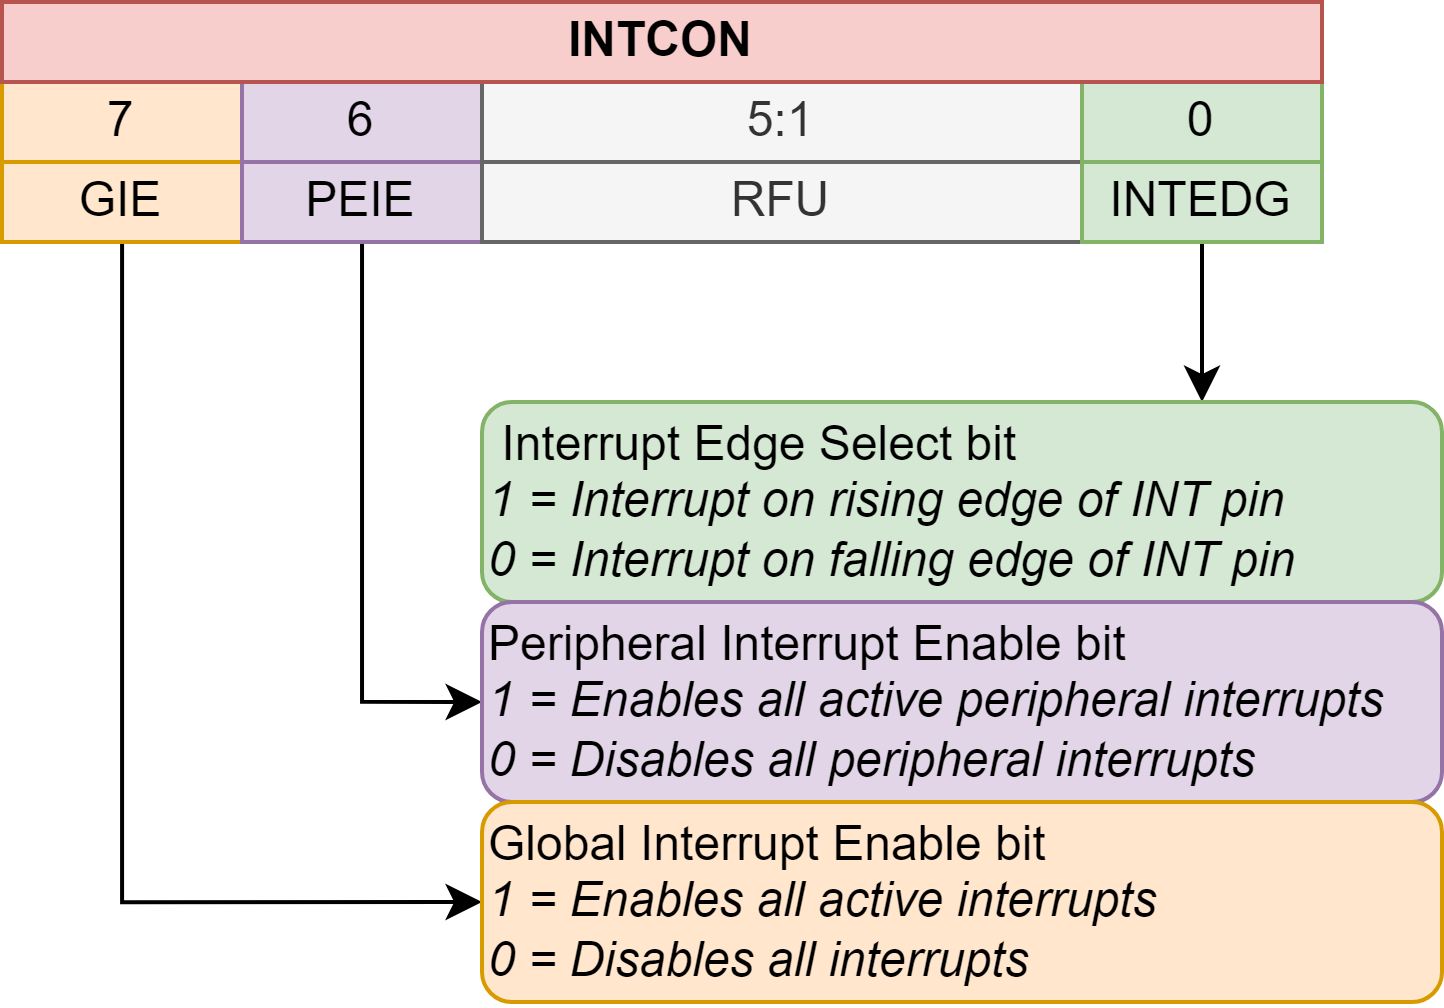 INTCON
7 6 5:1 0
GIE PEIE RFU INTEDG
Interrupt Edge Select bit
1 = Interrupt on rising edge of INT pin
0 = Interrupt on falling edge of INT pin
Peripheral Interrupt Enable bit
1 = Enables all active peripheral interrupts
0 = Disables all peripheral interrupts
Global Interrupt Enable bit
1 = Enables all active interrupts
0 = Disables all interrupts